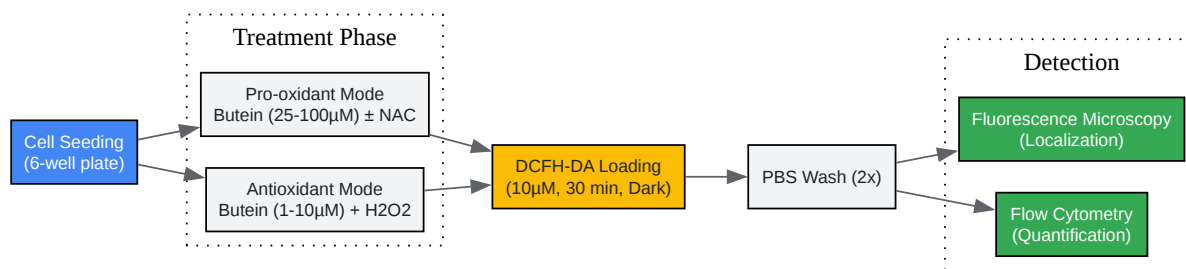 Treatment Phase
Detection
Cell Seeding
(6-well plate)
Pro-oxidant Mode
Butein (25-100µM) ± NAC
Antioxidant Mode
Butein (1-10µM) + H2O2
DCFH-DA Loading
(10µM, 30 min, Dark)
PBS Wash (2x)
Fluorescence Microscopy
(Localization)
Flow Cytometry
(Quantification)